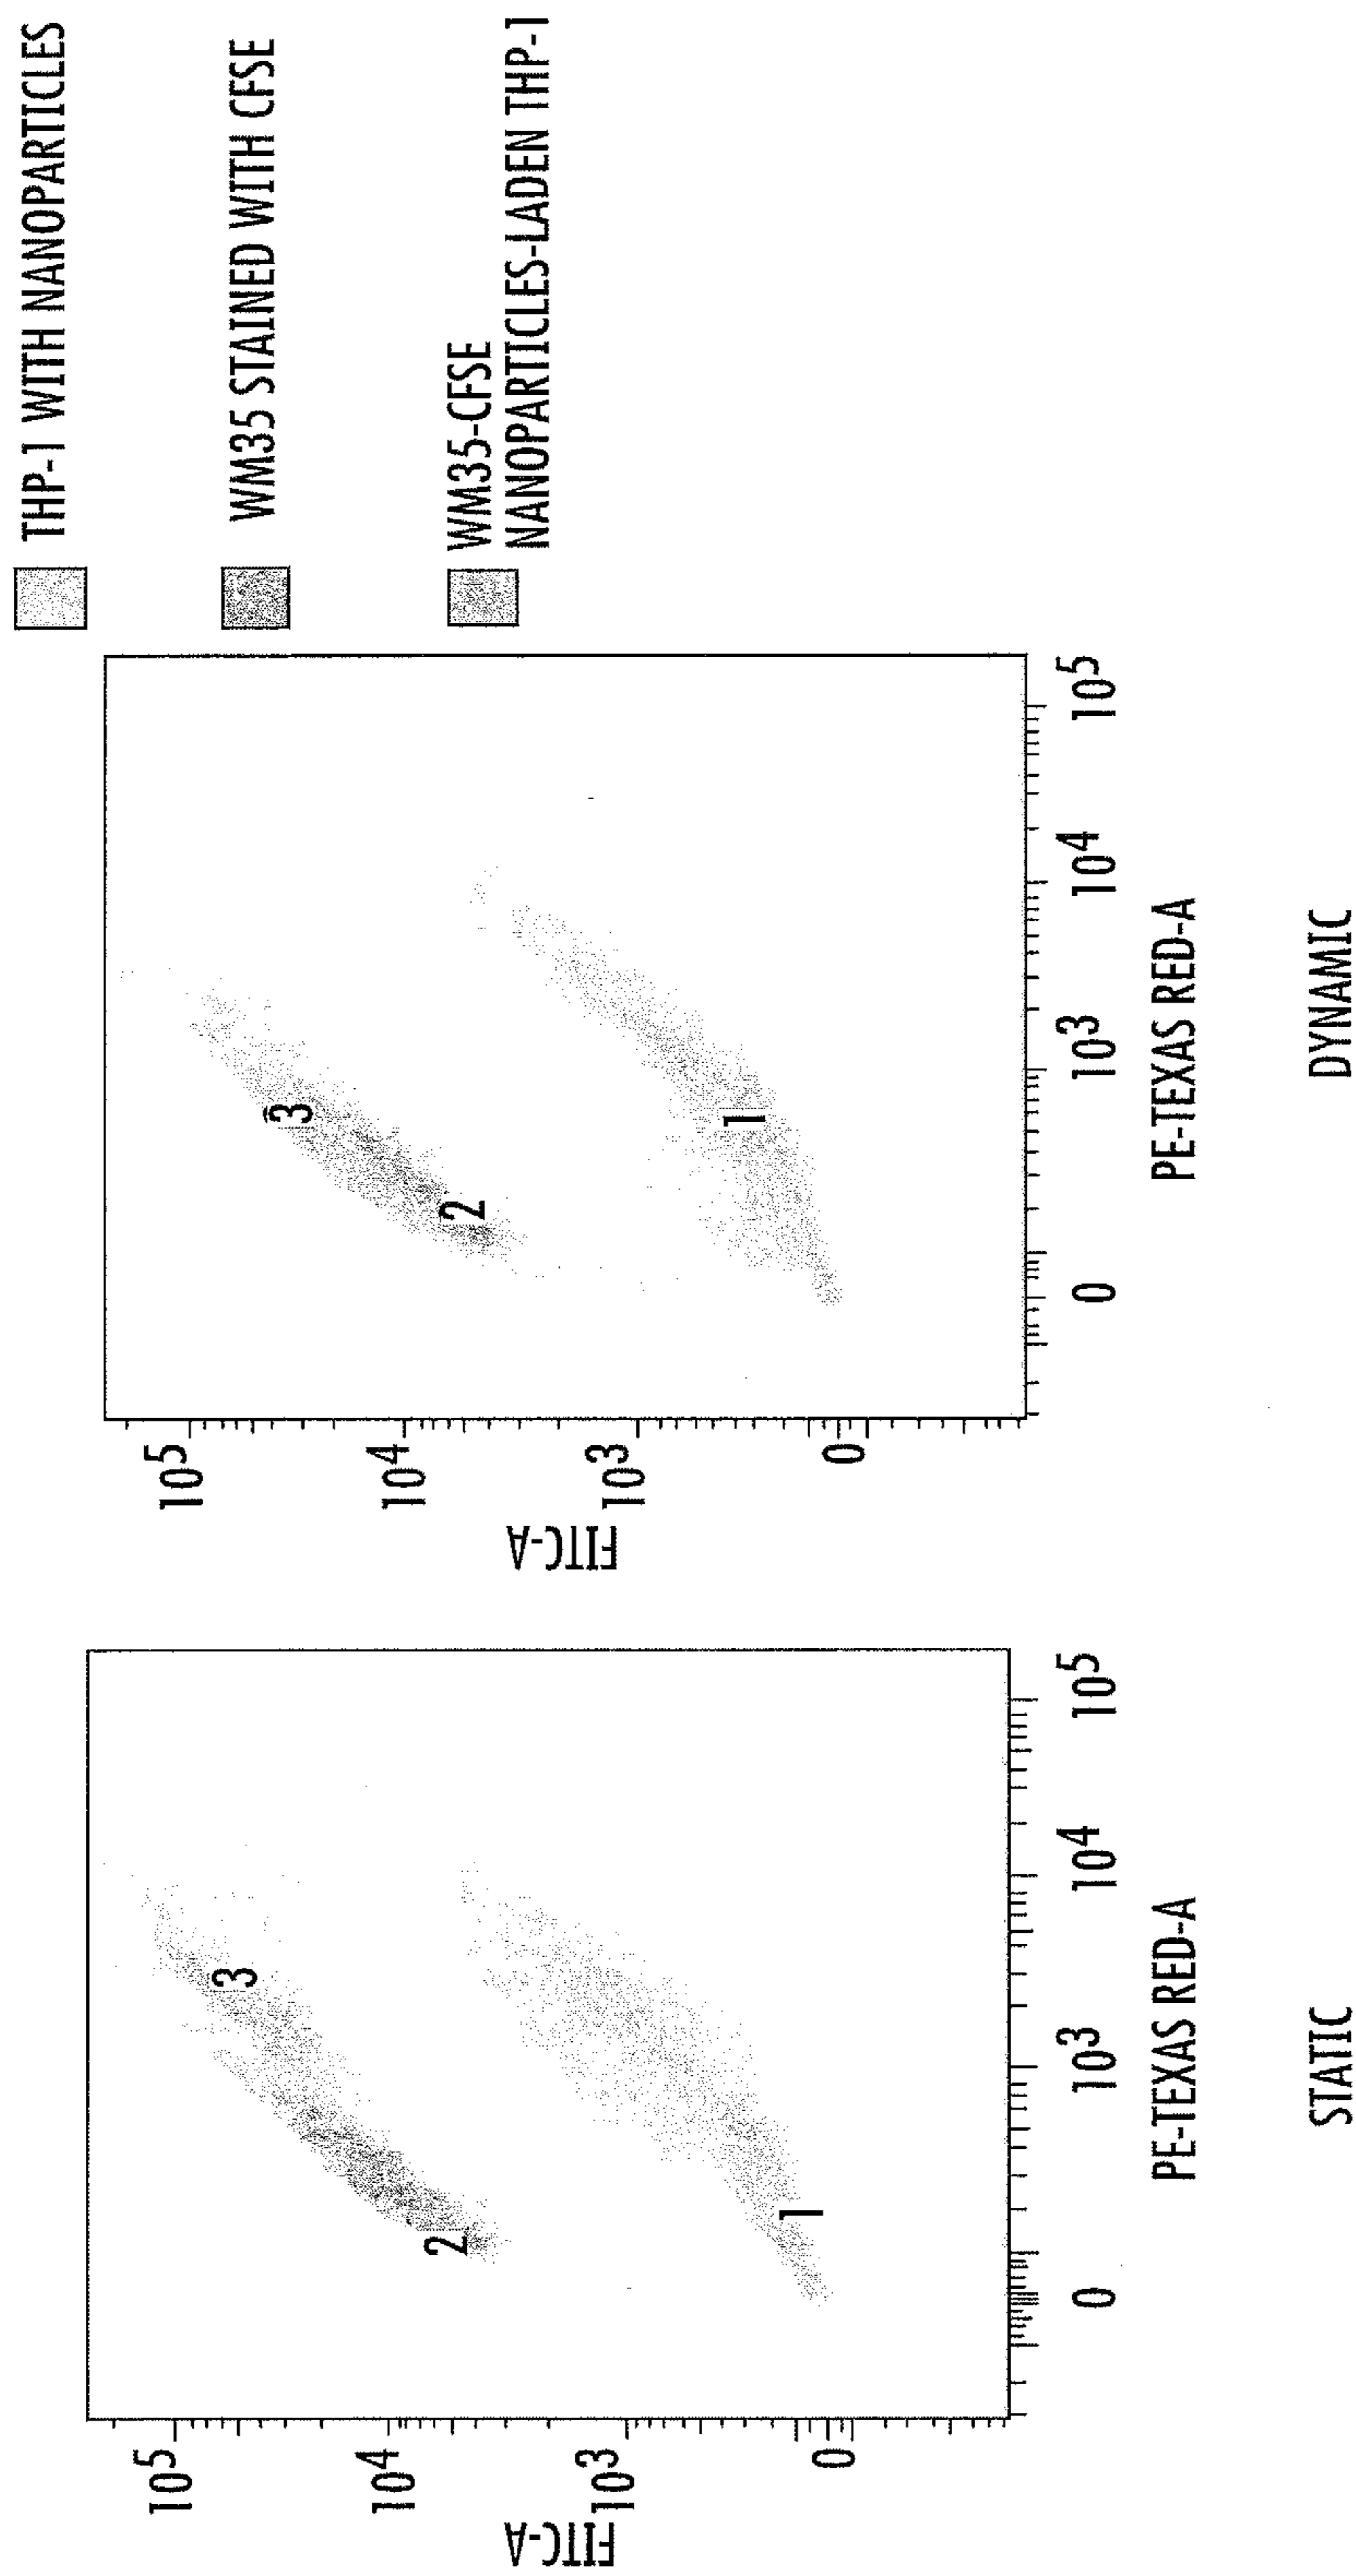 FITC-A
10^5
10^4
10^3
0
2
3
1
0
10^3
10^4
10^5
PE-TEXAS RED-A
STATIC
FITC-A
10^5
10^4
10^3
0
3
2
1
0
10^3
10^4
10^5
PE-TEXAS RED-A
DYNAMIC
THP-1 WITH NANOPARTICLES
WM35 STAINED WITH CFSE
WM35-CFSE
NANOPARTICLES-LADEN THP-1